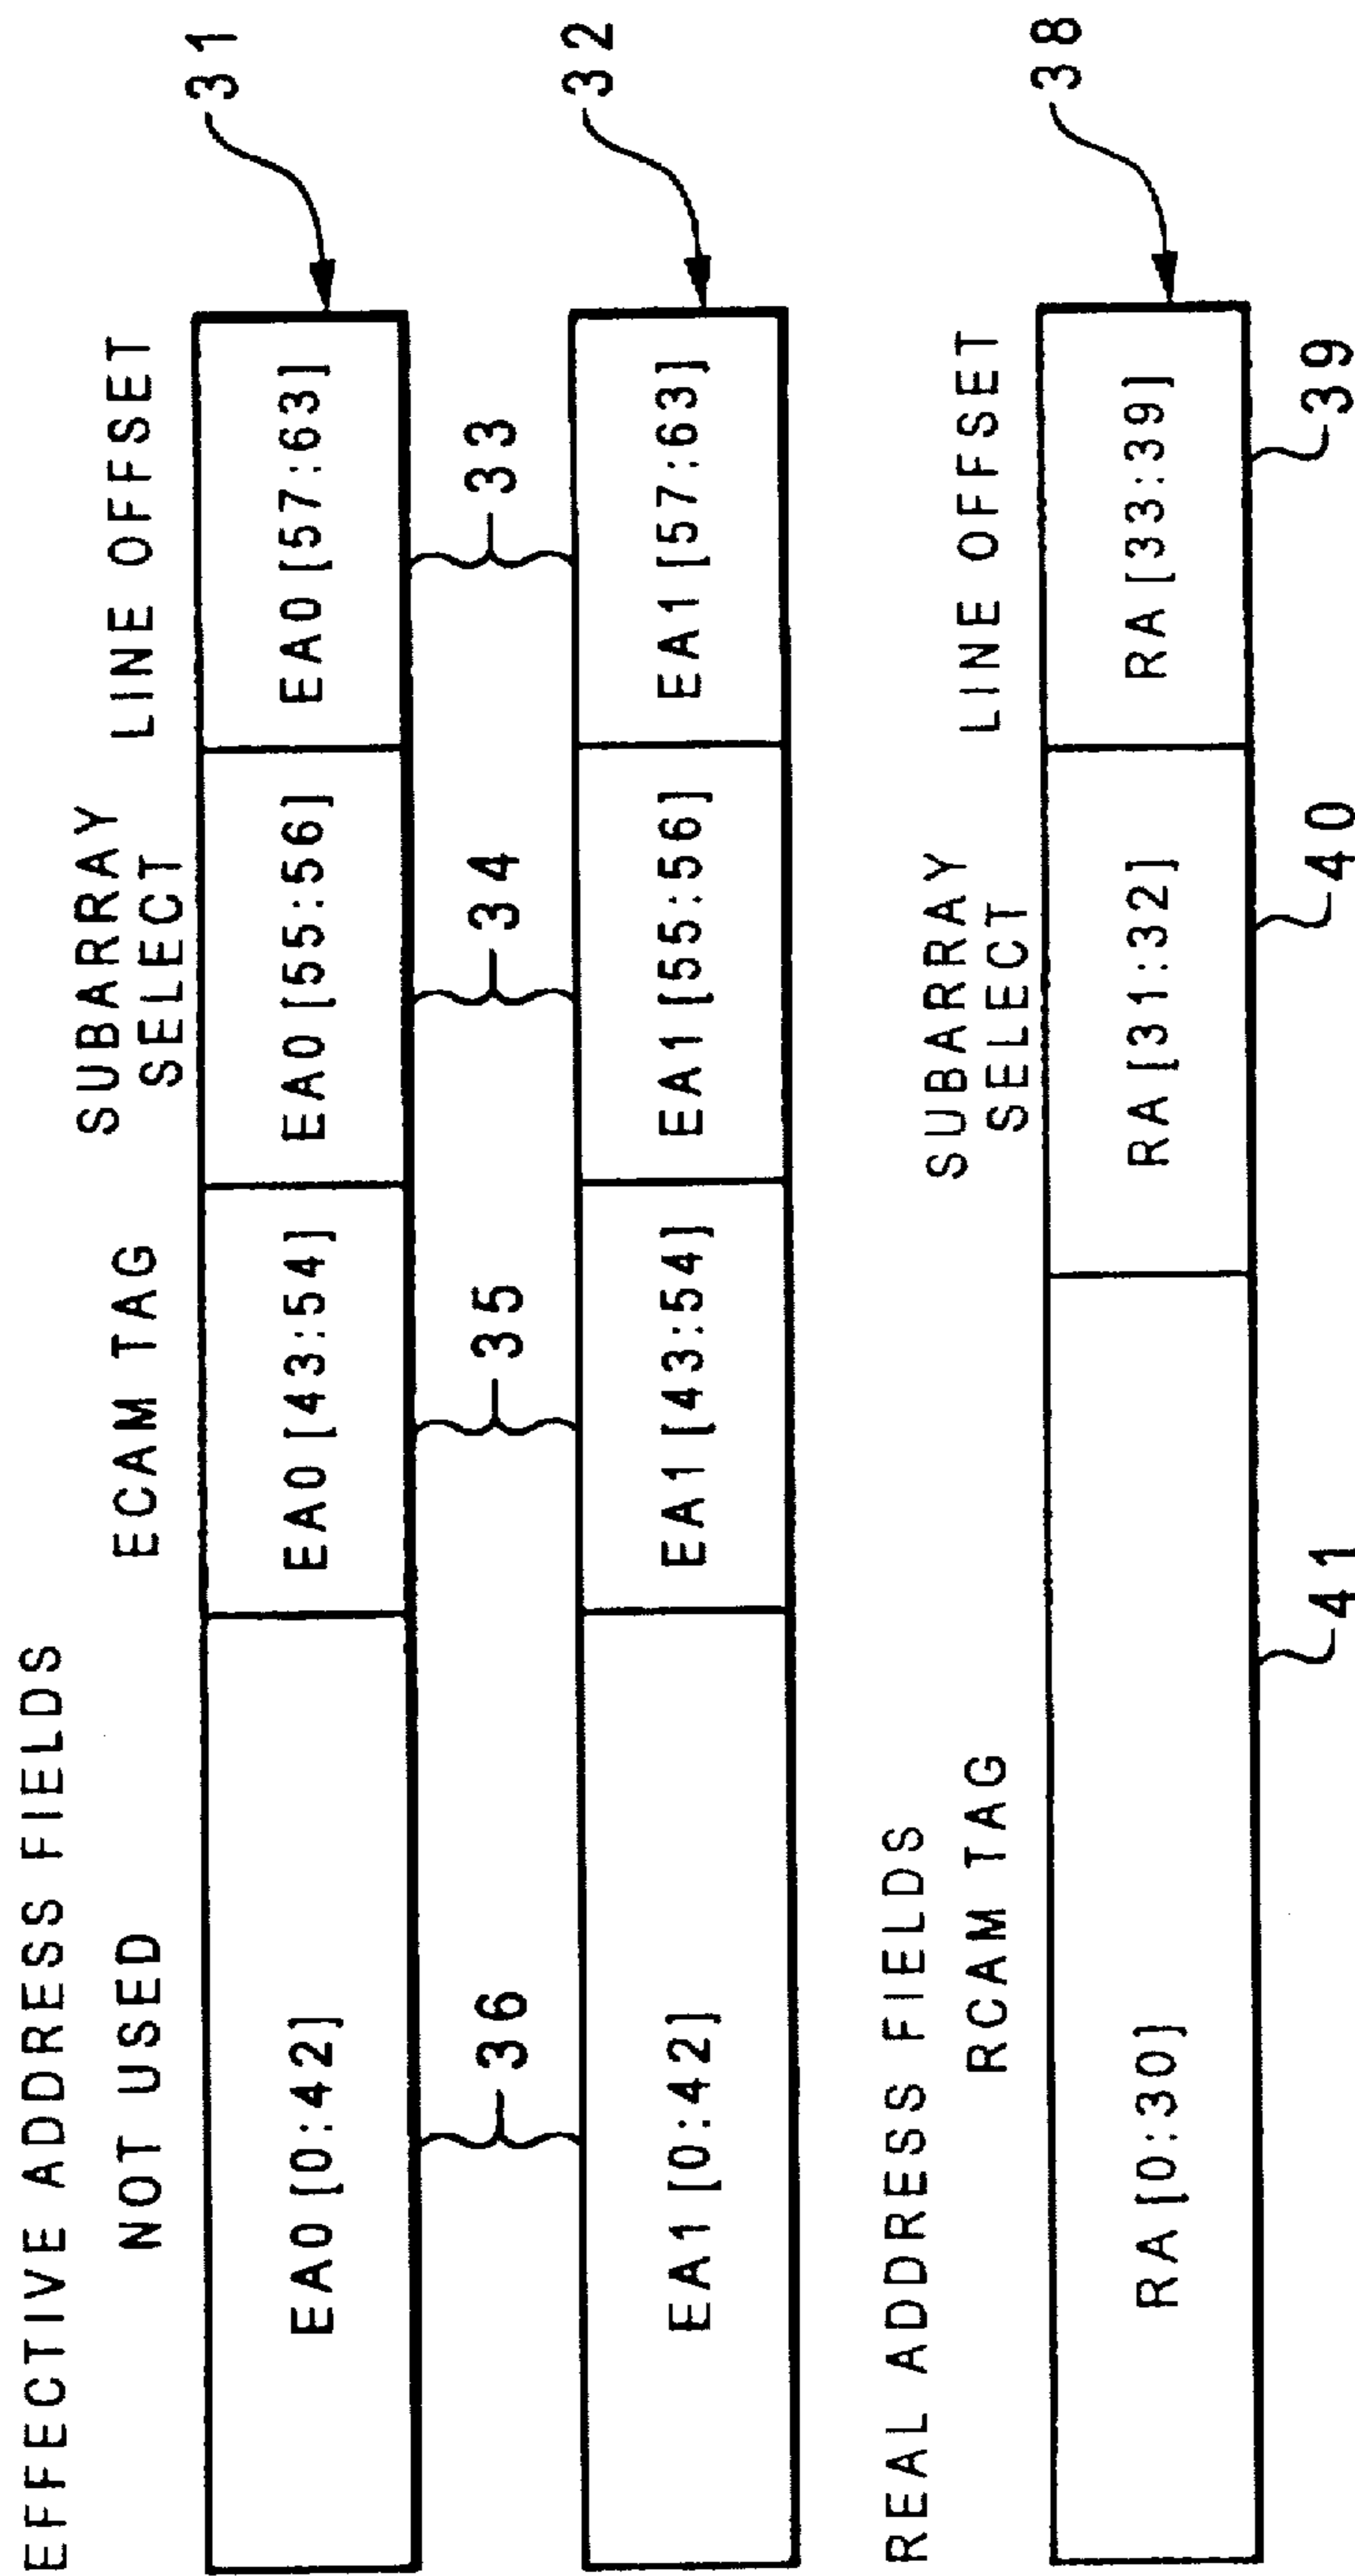 EFFECTIVE ADDRESS FIELDS
NOT USED
ECAM TAG
SUBARRAY
SELECT
LINE OFFSET
EA0[0:42]
EA0[43:54]
EA0[55:56]
EA0[57:63]
31
36
35
34
33
EA1[0:42]
EA1[43:54]
EA1[55:56]
EA1[57:63]
32
REAL ADDRESS FIELDS
RCAM TAG
SUBARRAY
SELECT
LINE OFFSET
RA[0:30]
RA[31:32]
RA[33:39]
38
41
40
39